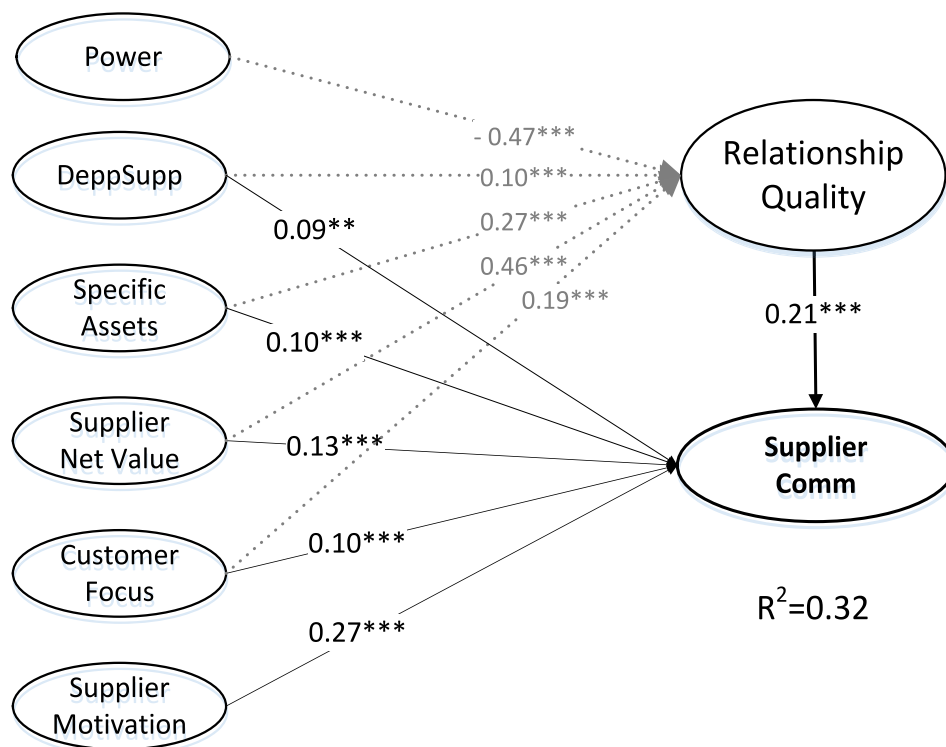 Power
- 0.47***
Relationship
Quality
DeppSupp
0.10***
0.09**
0.27***
0.46***
Specific
Assets
0.19***
0.10***
0.21***
Supplier
Net Value
0.13***
Supplier
Comm
Customer
Focus
0.10***
R²=0.32
0.27***
Supplier
Motivation